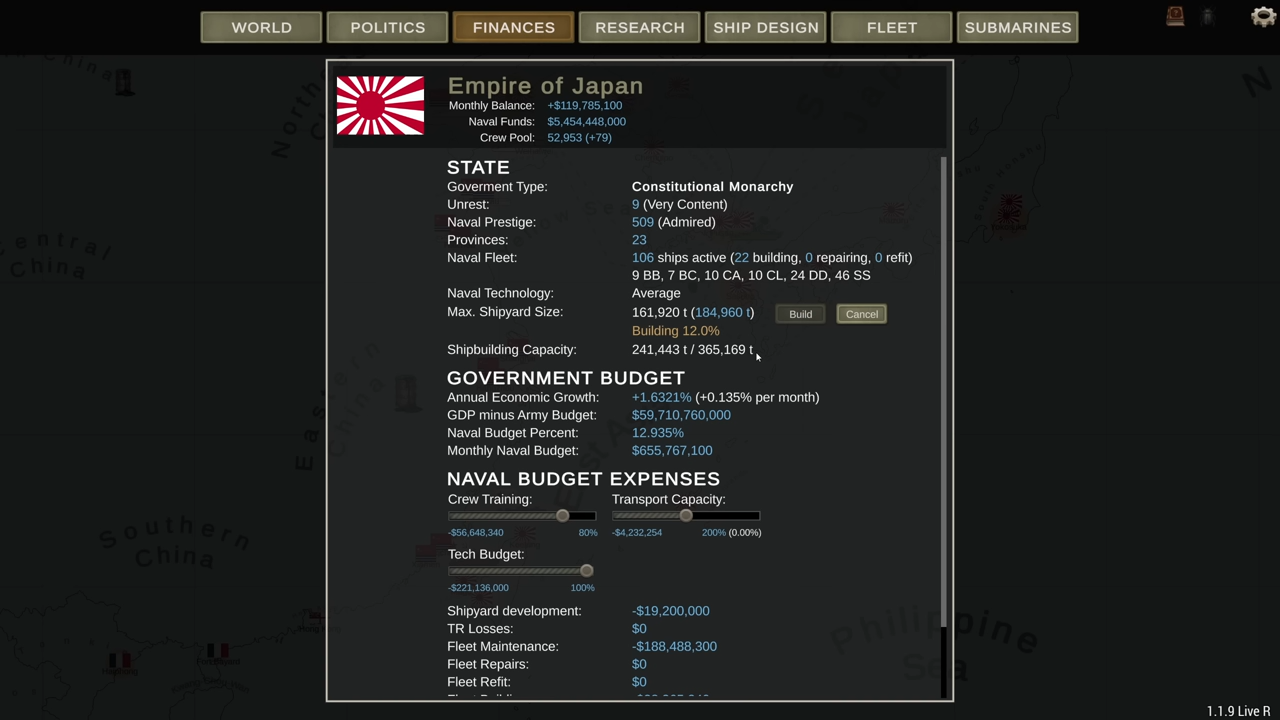 WORLD POLITICS FINANCES RESEARCH SHIP DESIGN FLEET SUBMARINES
Empire of Japan
Monthly Balance: +$119,785,100
Naval Funds: $5,454,448,000
Crew Pool: 52,953 (+79)
STATE
Goverment Type: Constitutional Monarchy
Unrest: 9 (Very Content)
Naval Prestige: 509 (Admired)
Provinces: 23
Naval Fleet: 106 ships active (22 building, 0 repairing, 0 refit)
9 BB, 7 BC, 10 CA, 10 CL, 24 DD, 46 SS
Naval Technology: Average
Max. Shipyard Size: 161,920 t (184,960 t) Build Cancel
Building 12.0%
Shipbuilding Capacity: 241,443 t / 365,169 t
GOVERNMENT BUDGET
Annual Economic Growth: +1.6321% (+0.135% per month)
GDP minus Army Budget: $59,710,760,000
Naval Budget Percent: 12.935%
Monthly Naval Budget: $655,767,100
NAVAL BUDGET EXPENSES
Crew Training: Transport Capacity:
-$56,648,340 80% -$4,232,254 200% (0.00%)
Tech Budget:
-$221,136,000 100%
Shipyard development: -$19,200,000
TR Losses: $0
Fleet Maintenance: -$188,488,300
Fleet Repairs: $0
Fleet Refit: $0
Southern
China
Philippine
Sea
1.1.9 Live R